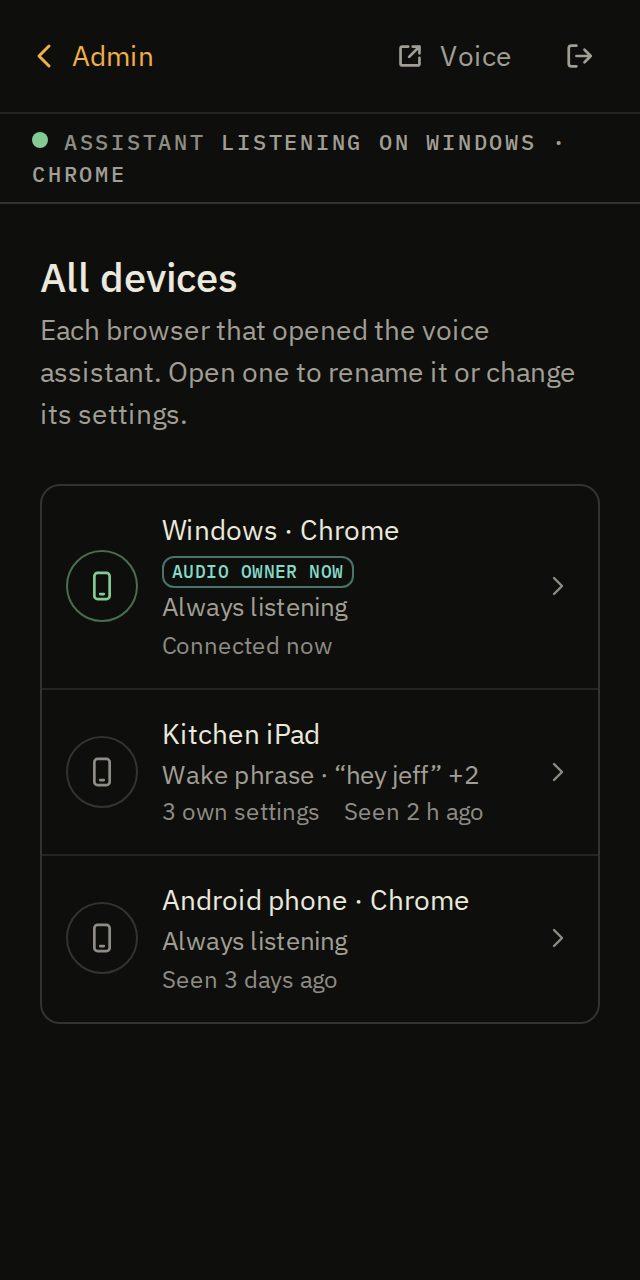 Admin
Voice
ASSISTANT LISTENING ON WINDOWS ·
CHROME
All devices
Each browser that opened the voice
assistant. Open one to rename it or change
its settings.
Windows · Chrome
AUDIO OWNER NOW
Always listening
Connected now
Kitchen iPad
Wake phrase · “hey jeff” +2
3 own settings Seen 2 h ago
Android phone · Chrome
Always listening
Seen 3 days ago